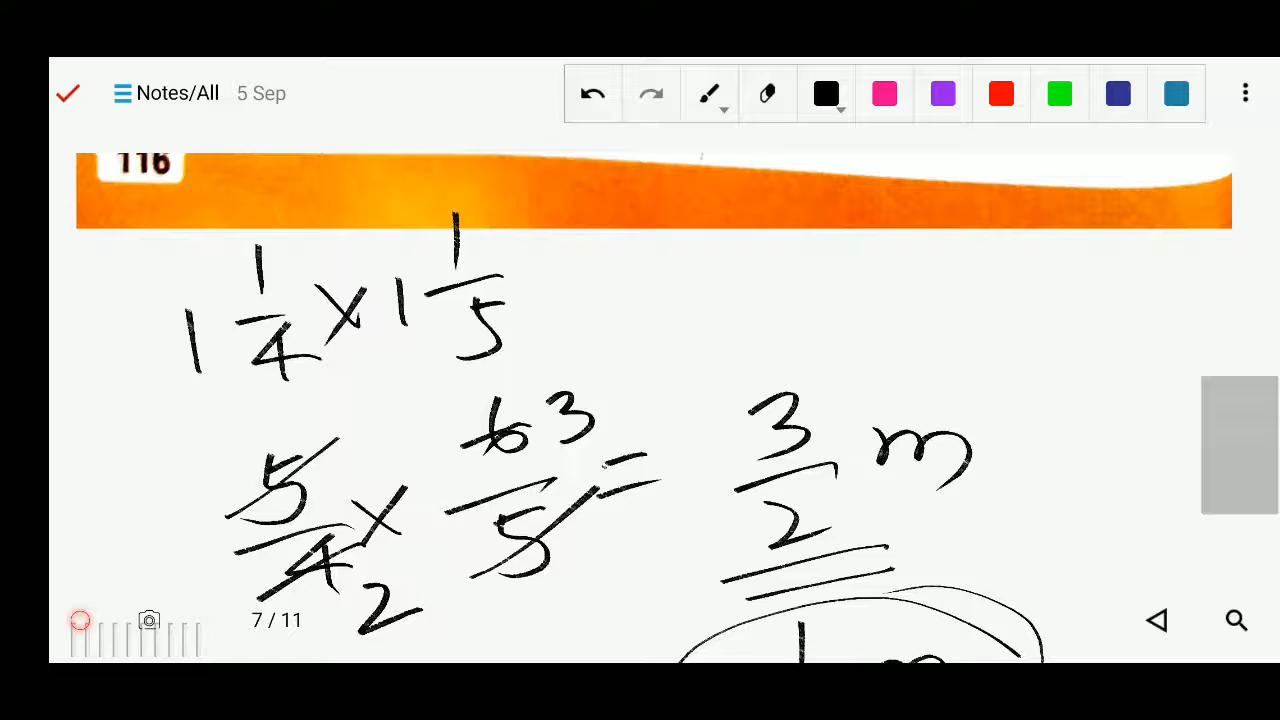 Notes/All 5 Sep
116
1 1/4 × 1 1/5
5/4 2 × 6 3/5 = 3/2 m
7 / 11
1